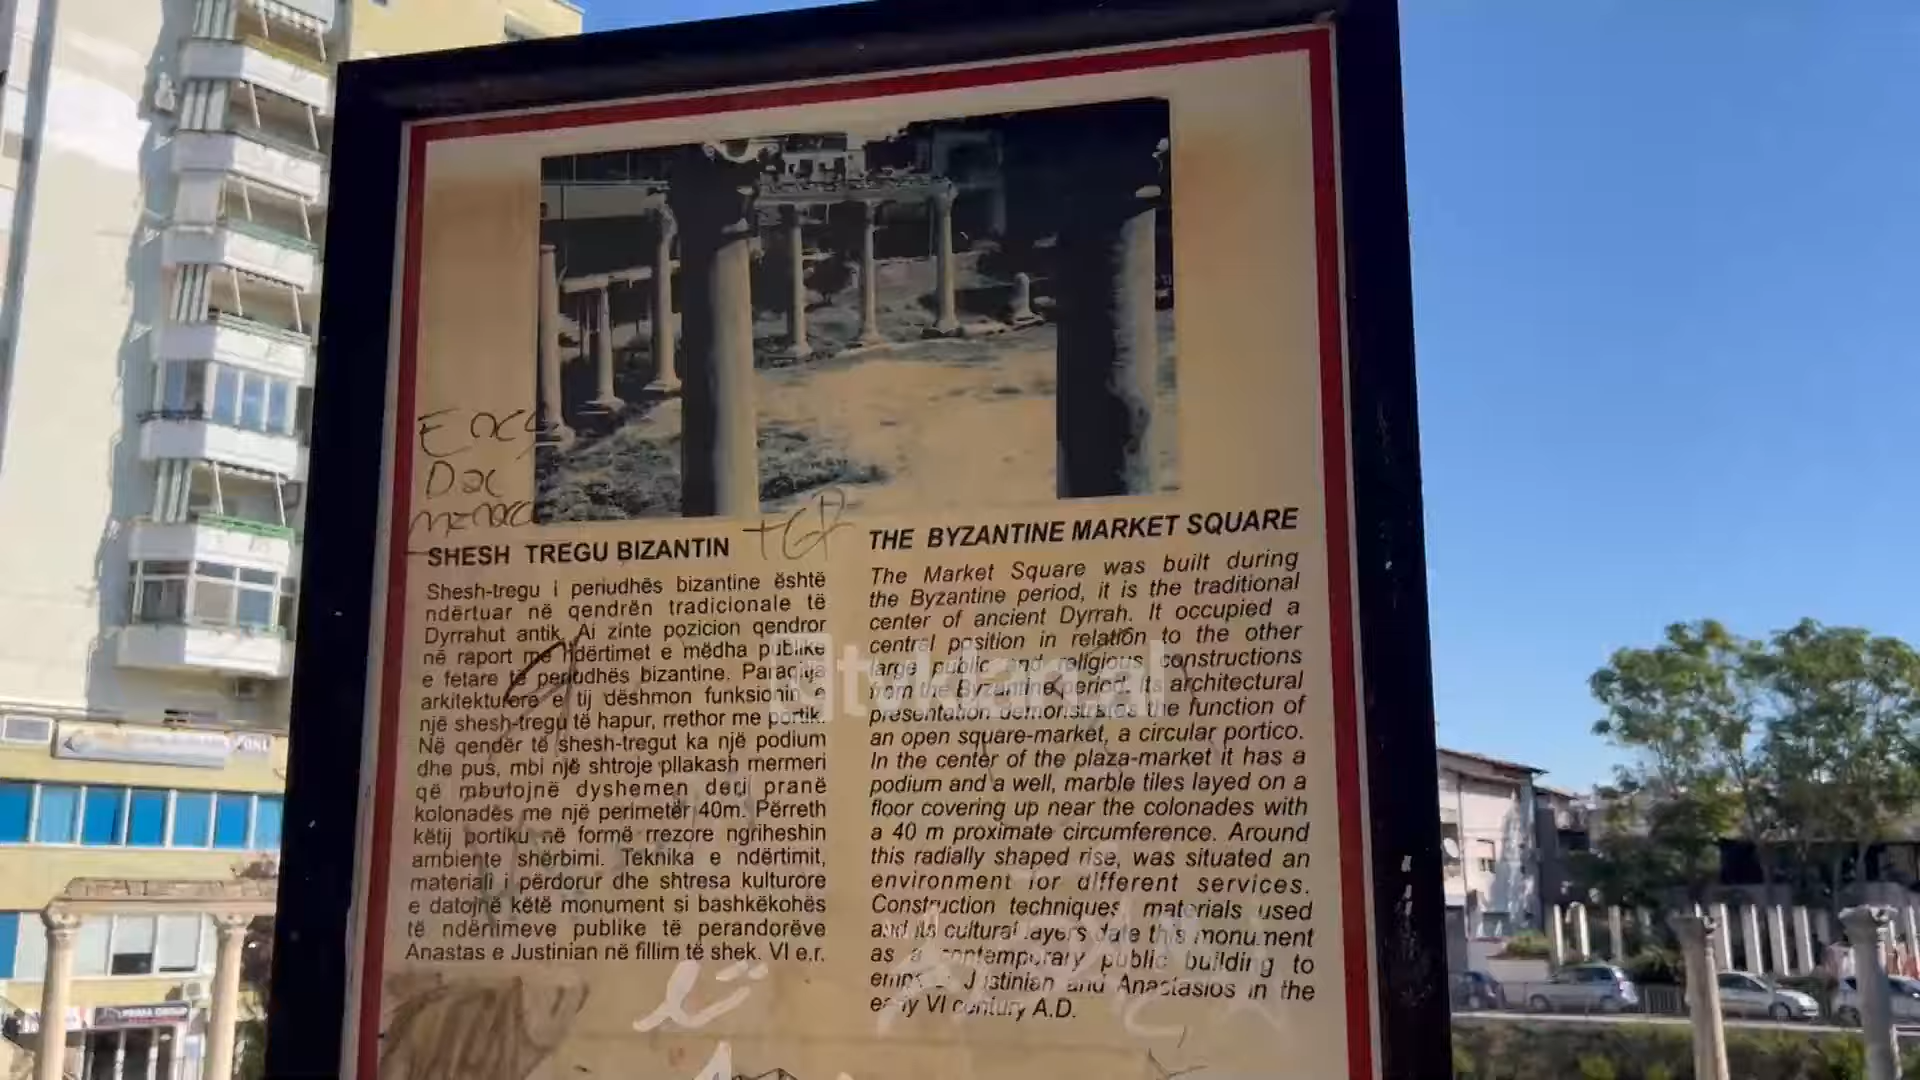 SHESH TREGU BIZANTIN
Shesh-tregu i periudhës bizantine është
ndërtuar në qendrën tradicionale të
Dyrrahut antik. Ai zinte pozicion qendror
në raport me ndërtimet e mëdha publike
e fetare të periudhës bizantine. Paraqitja
arkitekturore e tij dëshmon funksionin e
një shesh-tregu të hapur, rrethor me portik.
Në qendër të shesh-tregut ka një podium
dhe pus, mbi një shtroje pllakash mermeri
që mbulojnë dyshemen deri pranë
kolonadës me një perimetër 40m. Përreth
këtij portiku në formë rrezore ngriheshin
ambiente shërbimi. Teknika e ndërtimit,
materiali i përdorur dhe shtresa kulturore
e datojnë këtë monument si bashkëkohës
të ndërtimeve publike të perandorëve
Anastas e Justinian në fillim të shek. VI e.r.
THE BYZANTINE MARKET SQUARE
The Market Square was built during
the Byzantine period, it is the traditional
center of ancient Dyrrah. It occupied a
central position in relation to the other
large public and religious constructions
from the Byzantine period. Its architectural
presentation demonstrates the function of
an open square-market, a circular portico.
In the center of the plaza-market it has a
podium and a well, marble tiles layed on a
floor covering up near the colonades with
a 40 m proximate circumference. Around
this radially shaped rise, was situated an
environment for different services.
Construction techniques, materials used
and its cultural layers date this monument
as a contemporary public building to
Justinian and Anastasios in the
early VI century A.D.